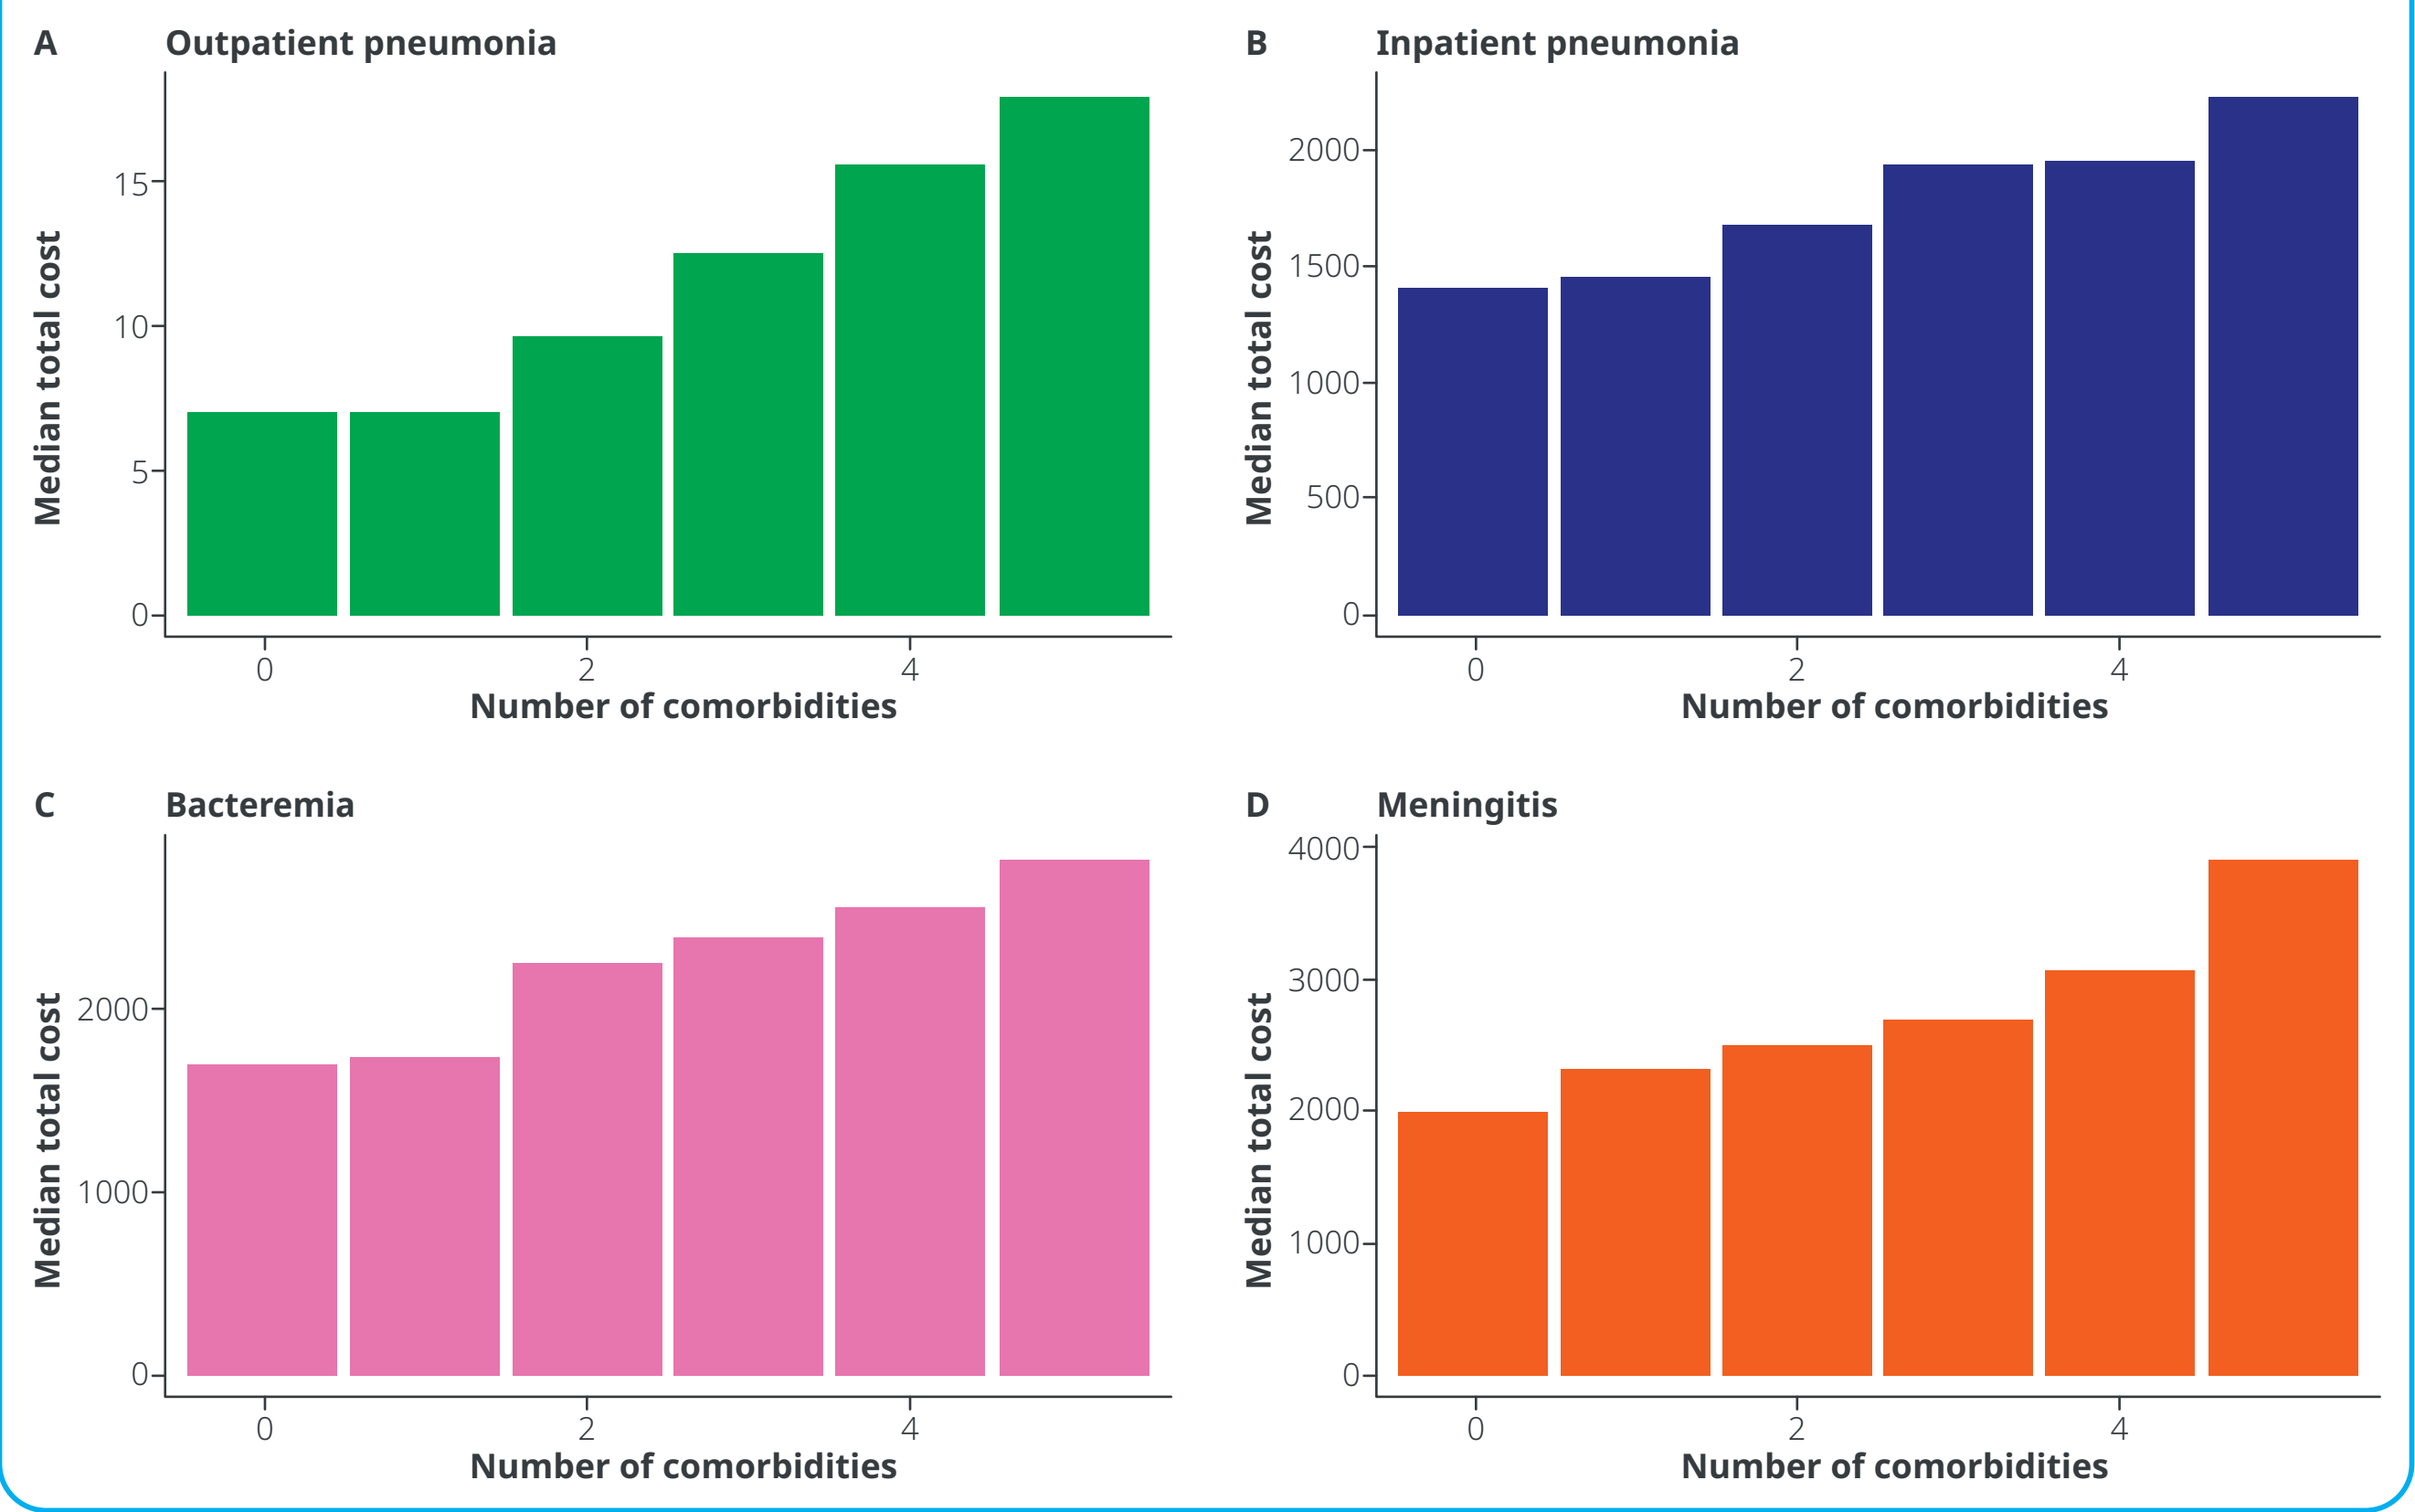 A Outpatient pneumonia
Median total cost
15
10
5
0
0 2 4
Number of comorbidities
B Inpatient pneumonia
Median total cost
2000
1500
1000
500
0
0 2 4
Number of comorbidities
C Bacteremia
Median total cost
2000
1000
0
0 2 4
Number of comorbidities
D Meningitis
Median total cost
4000
3000
2000
1000
0
0 2 4
Number of comorbidities